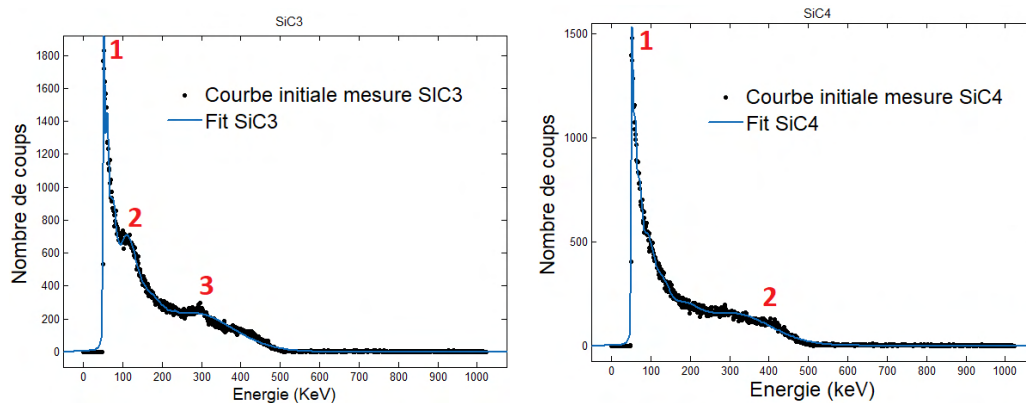 SiC3
1
2
3
Courbe initiale mesure SIC3
Fit SiC3
Nombre de coups
1800
1600
1400
1200
1000
800
600
400
200
0
0 100 200 300 400 500 600 700 800 900 1000
Energie (KeV)
SiC4
1
2
Courbe initiale mesure SiC4
Fit SiC4
Nombre de coups
1500
1000
500
0
0 100 200 300 400 500 600 700 800 900 1000
Energie (keV)